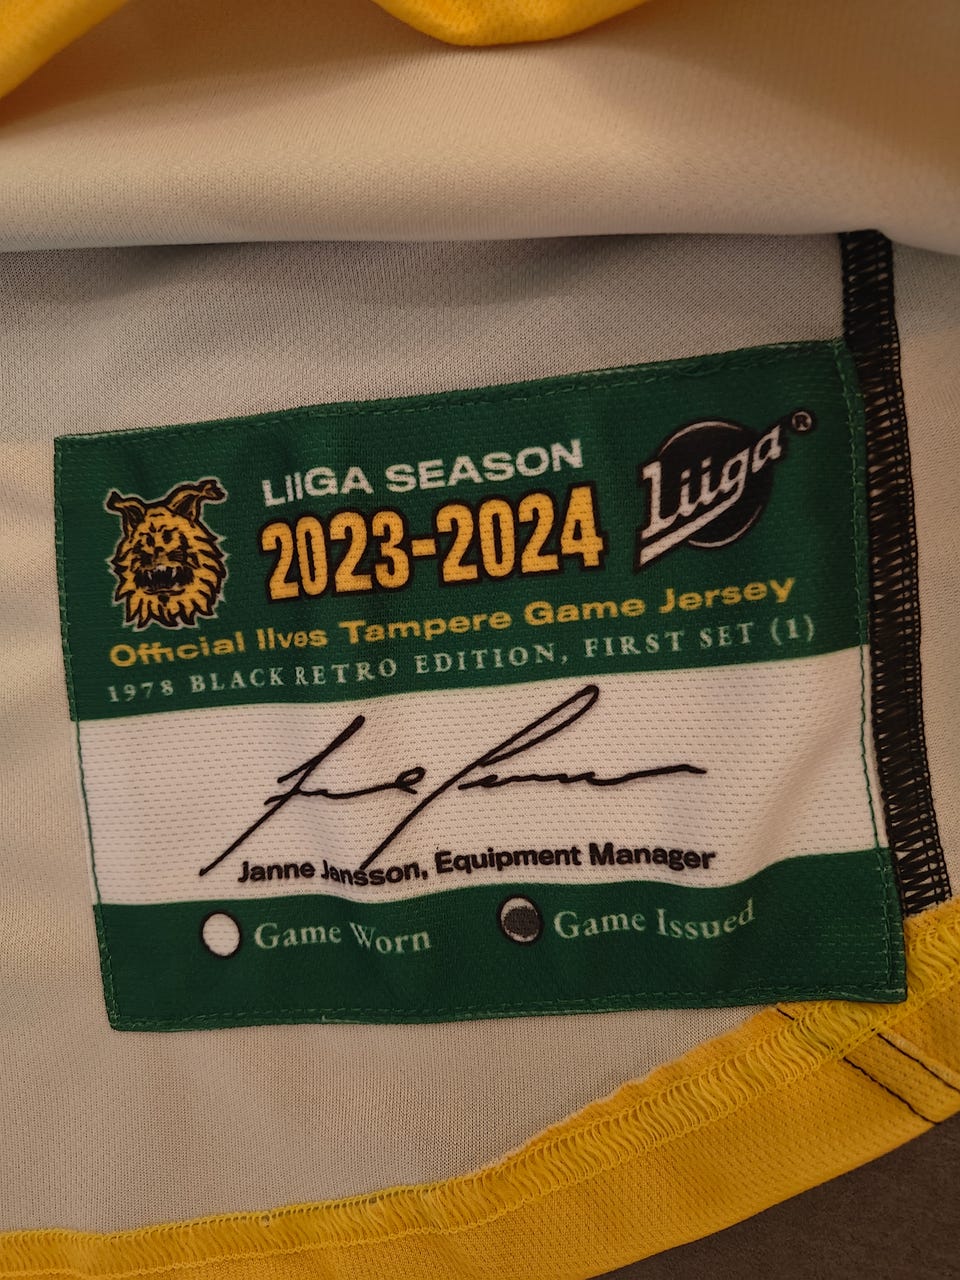 LIIGA SEASON
2023-2024
Liiga®
Official Ilves Tampere Game Jersey
1978 BLACK RETRO EDITION, FIRST SET (1)
Janne Jansson, Equipment Manager
Game Worn
Game Issued